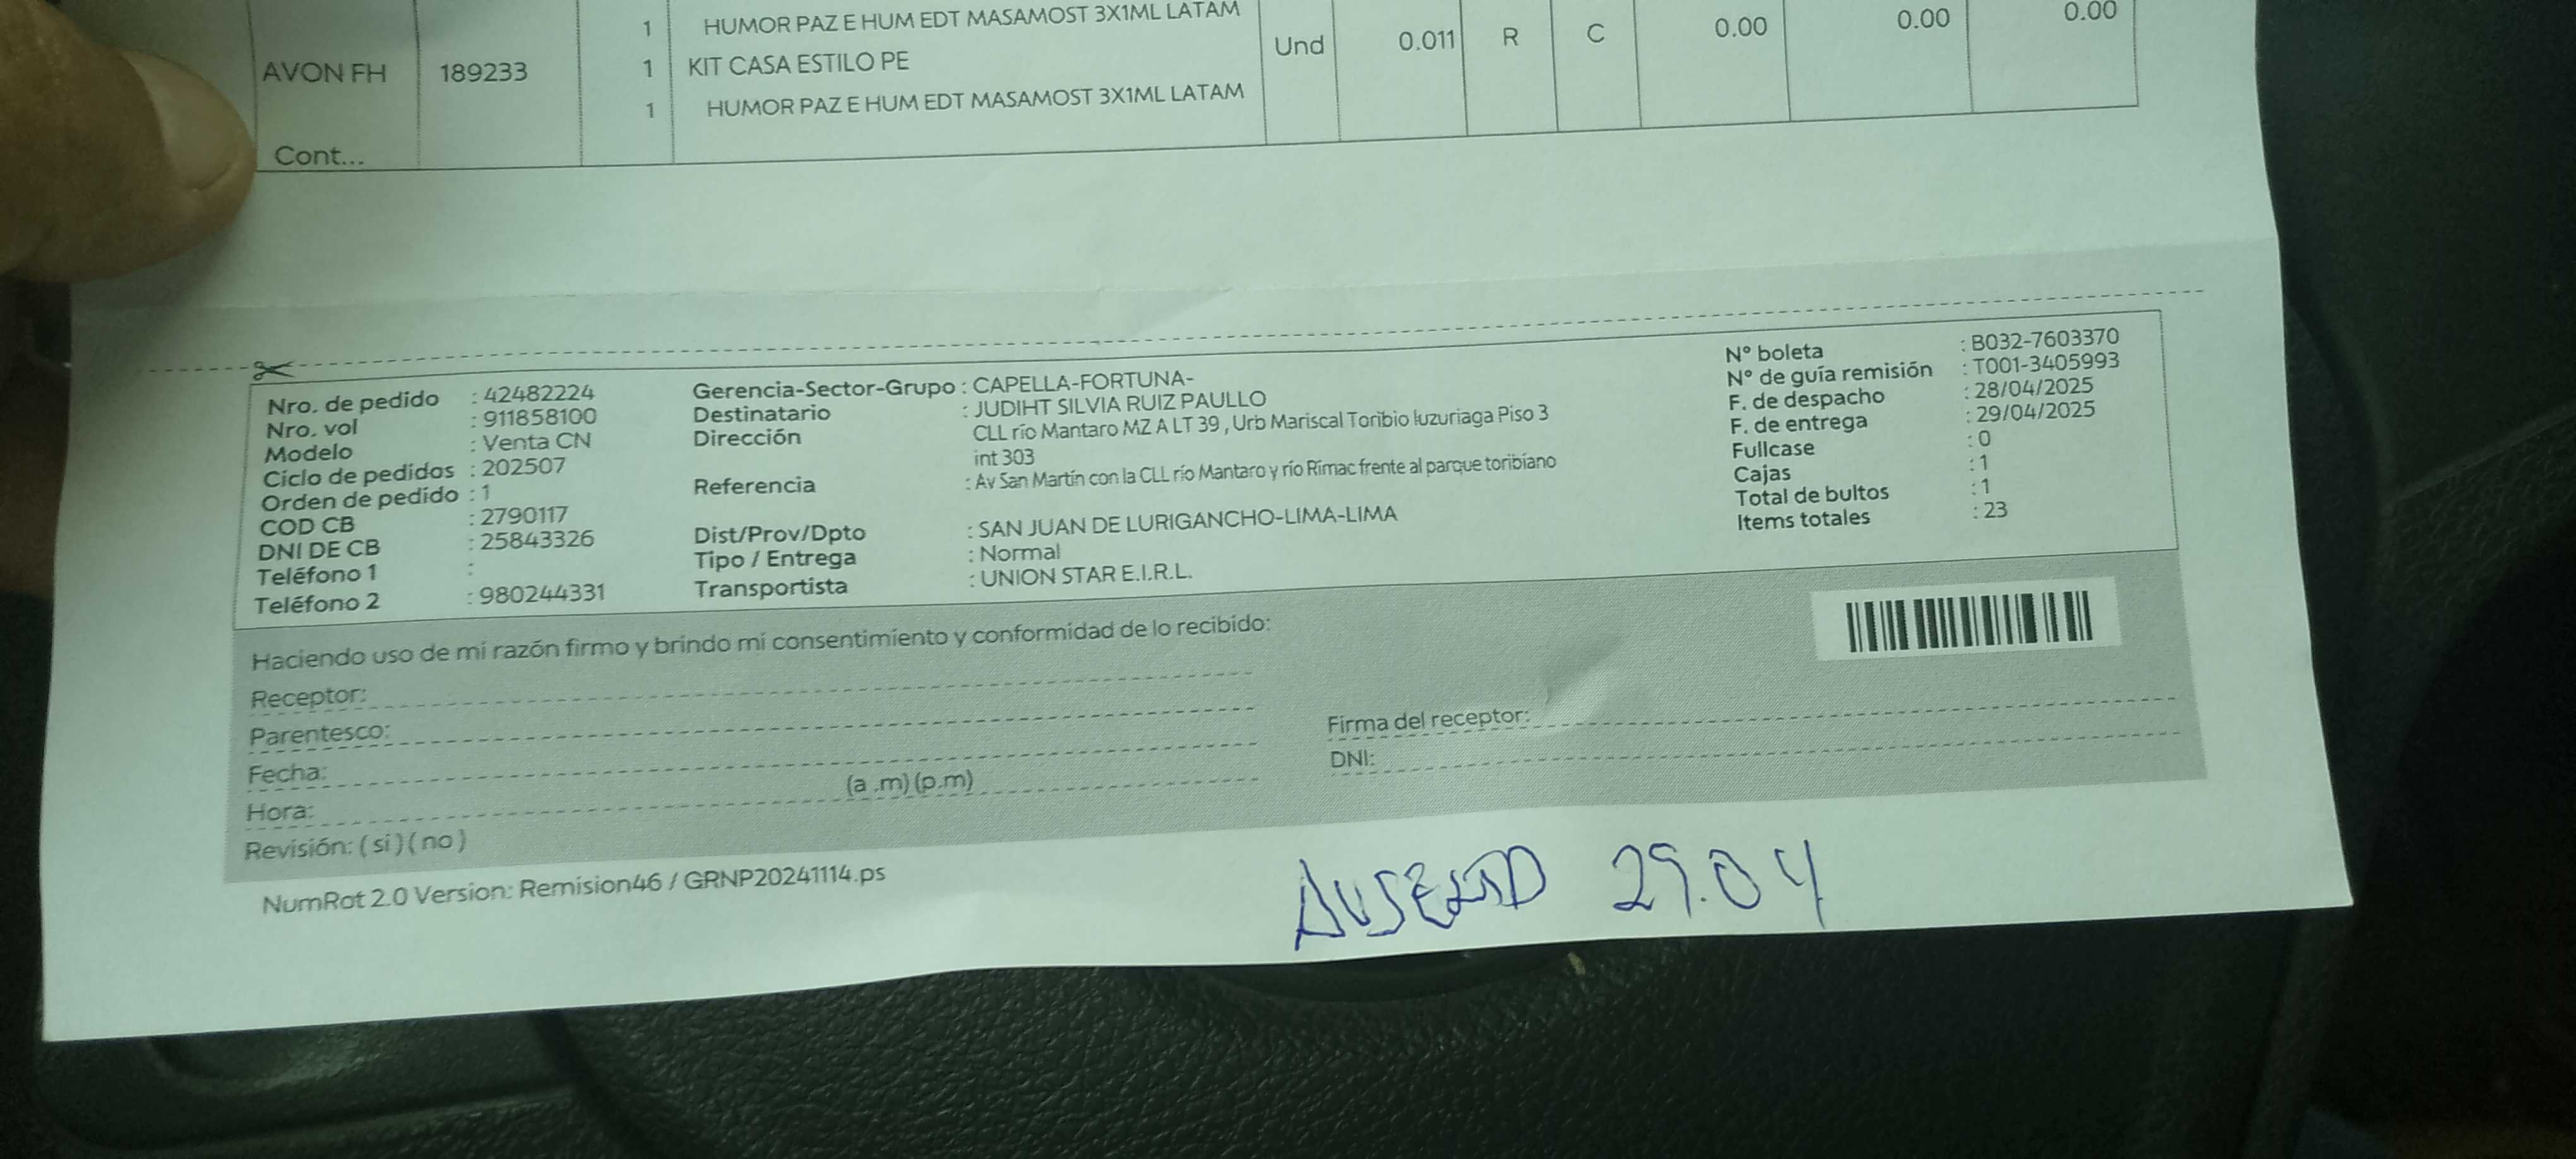 1 HUMOR PAZ E HUM EDT MASAMOST 3X1ML LATAM
AVON FH 189233 1 KIT CASA ESTILO PE Und 0.011 R C 0.00 0.00 0.00
1 HUMOR PAZ E HUM EDT MASAMOST 3X1ML LATAM
Cont...
Nro. de pedido : 42482224
Nro. vol : 911858100
Modelo : Venta CN
Ciclo de pedidos : 202507
Orden de pedido : 1
COD CB : 2790117
DNI DE CB : 25843326
Teléfono 1 :
Teléfono 2 : 980244331
Gerencia-Sector-Grupo : CAPELLA-FORTUNA-
Destinatario : JUDIHT SILVIA RUIZ PAULLO
Dirección CLL río Mantaro MZ A LT 39 , Urb Mariscal Toribio luzuriaga Piso 3
int 303
Referencia : Av San Martín con la CLL río Mantaro y río Rímac frente al parque toribiano
Dist/Prov/Dpto : SAN JUAN DE LURIGANCHO-LIMA-LIMA
Tipo / Entrega : Normal
Transportista : UNION STAR E.I.R.L.
N° boleta : B032-7603370
N° de guía remisión : T001-3405993
F. de despacho : 28/04/2025
F. de entrega : 29/04/2025
Fullcase : 0
Cajas : 1
Total de bultos : 1
Items totales : 23
Haciendo uso de mi razón firmo y brindo mi consentimiento y conformidad de lo recibido:
Receptor:
Parentesco:
Fecha:
Hora: (a .m) (p.m)
Revisión: ( si ) ( no )
Firma del receptor:
DNI:
NumRot 2.0 Version: Remision46 / GRNP20241114.ps
29.04